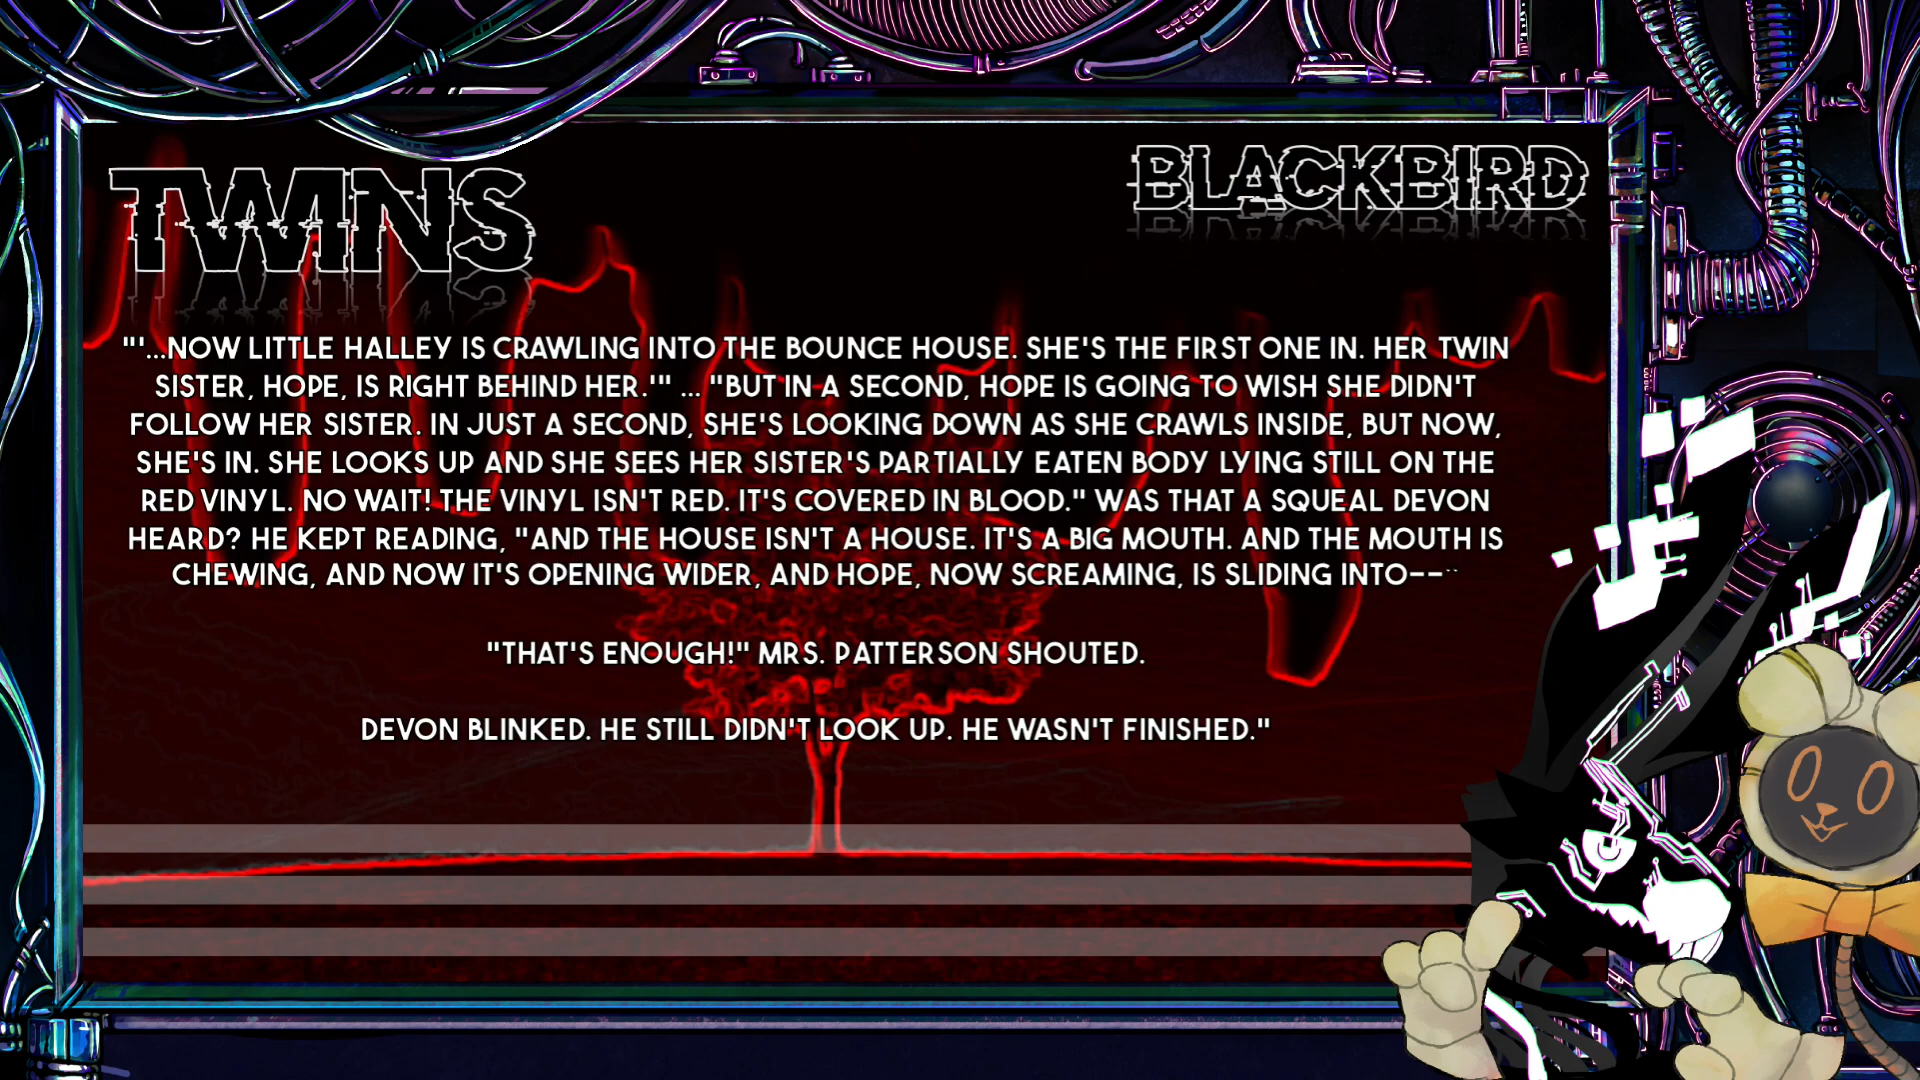 TWINS
BLACKBIRD
"'...NOW LITTLE HALLEY IS CRAWLING INTO THE BOUNCE HOUSE. SHE'S THE FIRST ONE IN. HER TWIN
SISTER, HOPE, IS RIGHT BEHIND HER.'" ... "BUT IN A SECOND, HOPE IS GOING TO WISH SHE DIDN'T
FOLLOW HER SISTER. IN JUST A SECOND, SHE'S LOOKING DOWN AS SHE CRAWLS INSIDE, BUT NOW,
SHE'S IN. SHE LOOKS UP AND SHE SEES HER SISTER'S PARTIALLY EATEN BODY LYING STILL ON THE
RED VINYL. NO WAIT! THE VINYL ISN'T RED. IT'S COVERED IN BLOOD." WAS THAT A SQUEAL DEVON
HEARD? HE KEPT READING, "AND THE HOUSE ISN'T A HOUSE. IT'S A BIG MOUTH. AND THE MOUTH IS
CHEWING, AND NOW IT'S OPENING WIDER, AND HOPE, NOW SCREAMING, IS SLIDING INTO--"
"THAT'S ENOUGH!" MRS. PATTERSON SHOUTED.
DEVON BLINKED. HE STILL DIDN'T LOOK UP. HE WASN'T FINISHED."